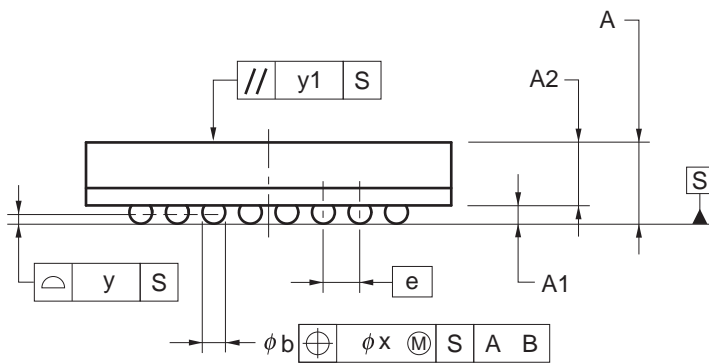 A
// y1 S
A2
S
⌓ y S
e
A1
ϕb ⌖ ϕx Ⓜ S A B